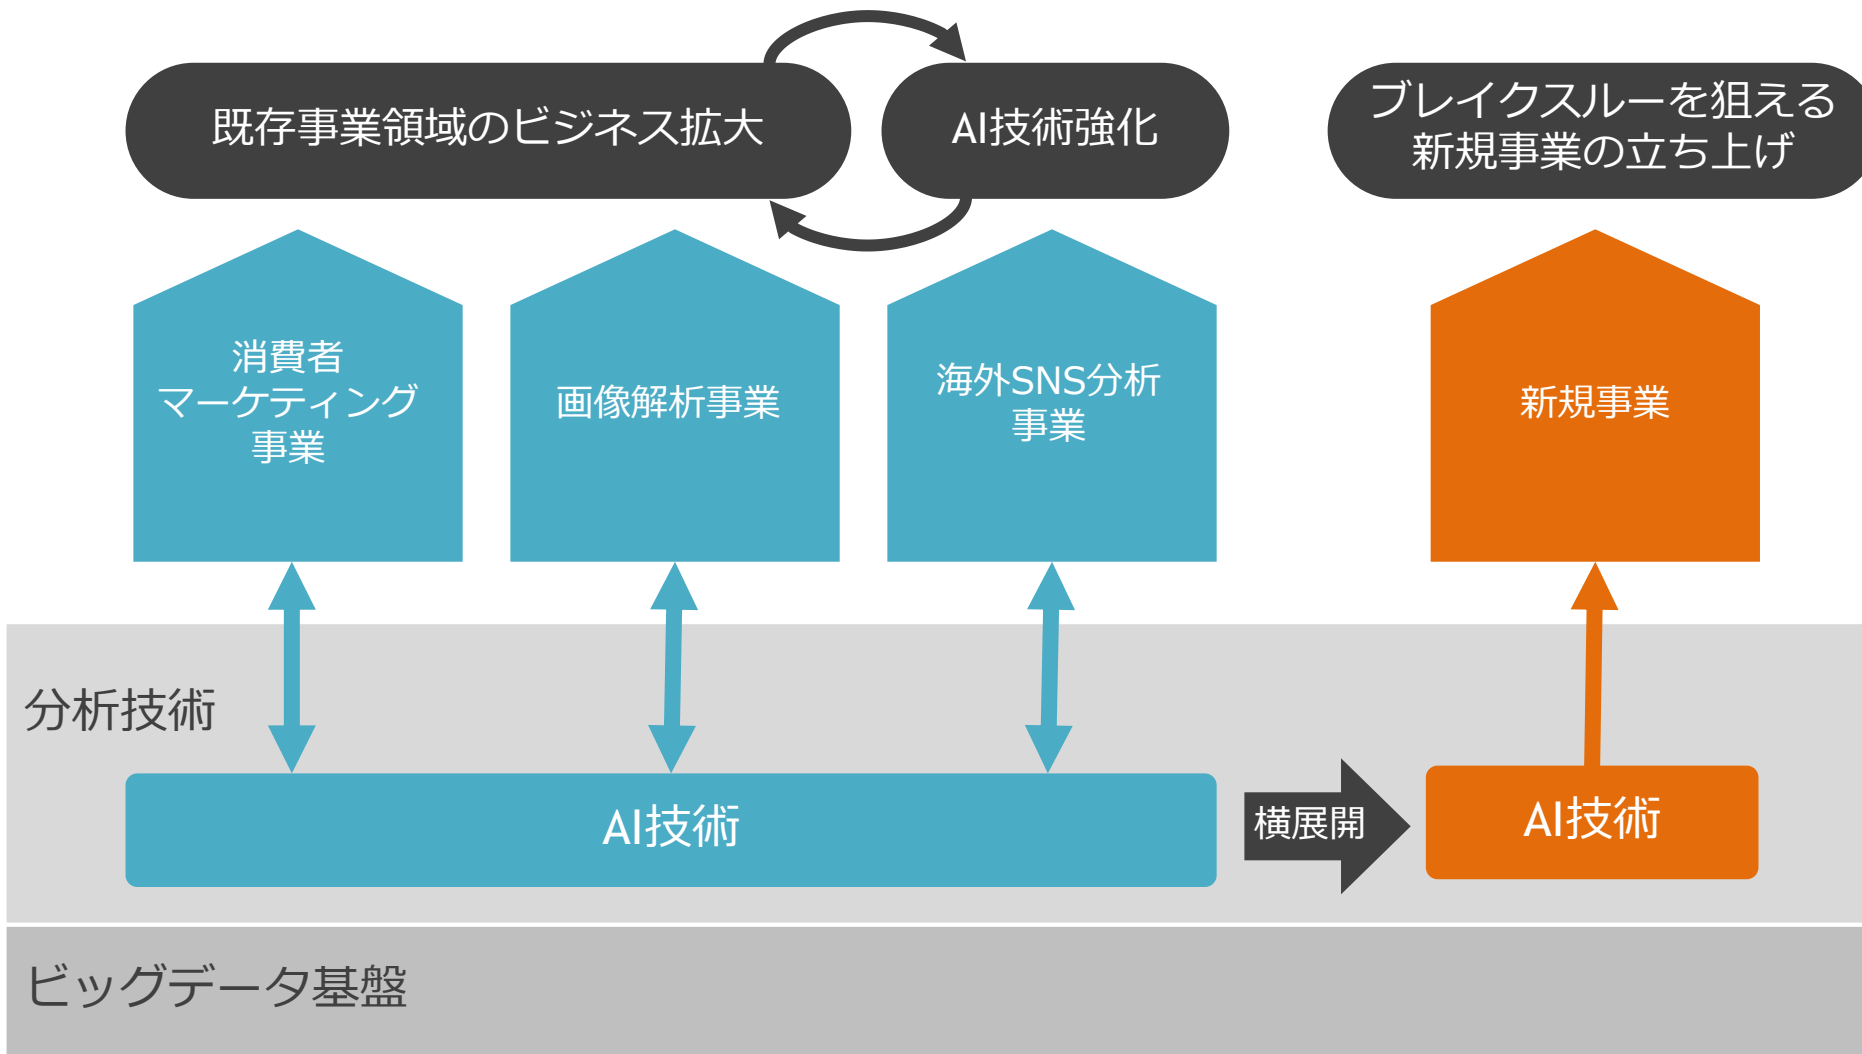 既存事業領域のビジネス拡大
AI技術強化
ブレイクスルーを狙える
新規事業の立ち上げ
消費者
マーケティング
事業
画像解析事業
海外SNS分析
事業
新規事業
分析技術
AI技術
横展開
AI技術
ビッグデータ基盤